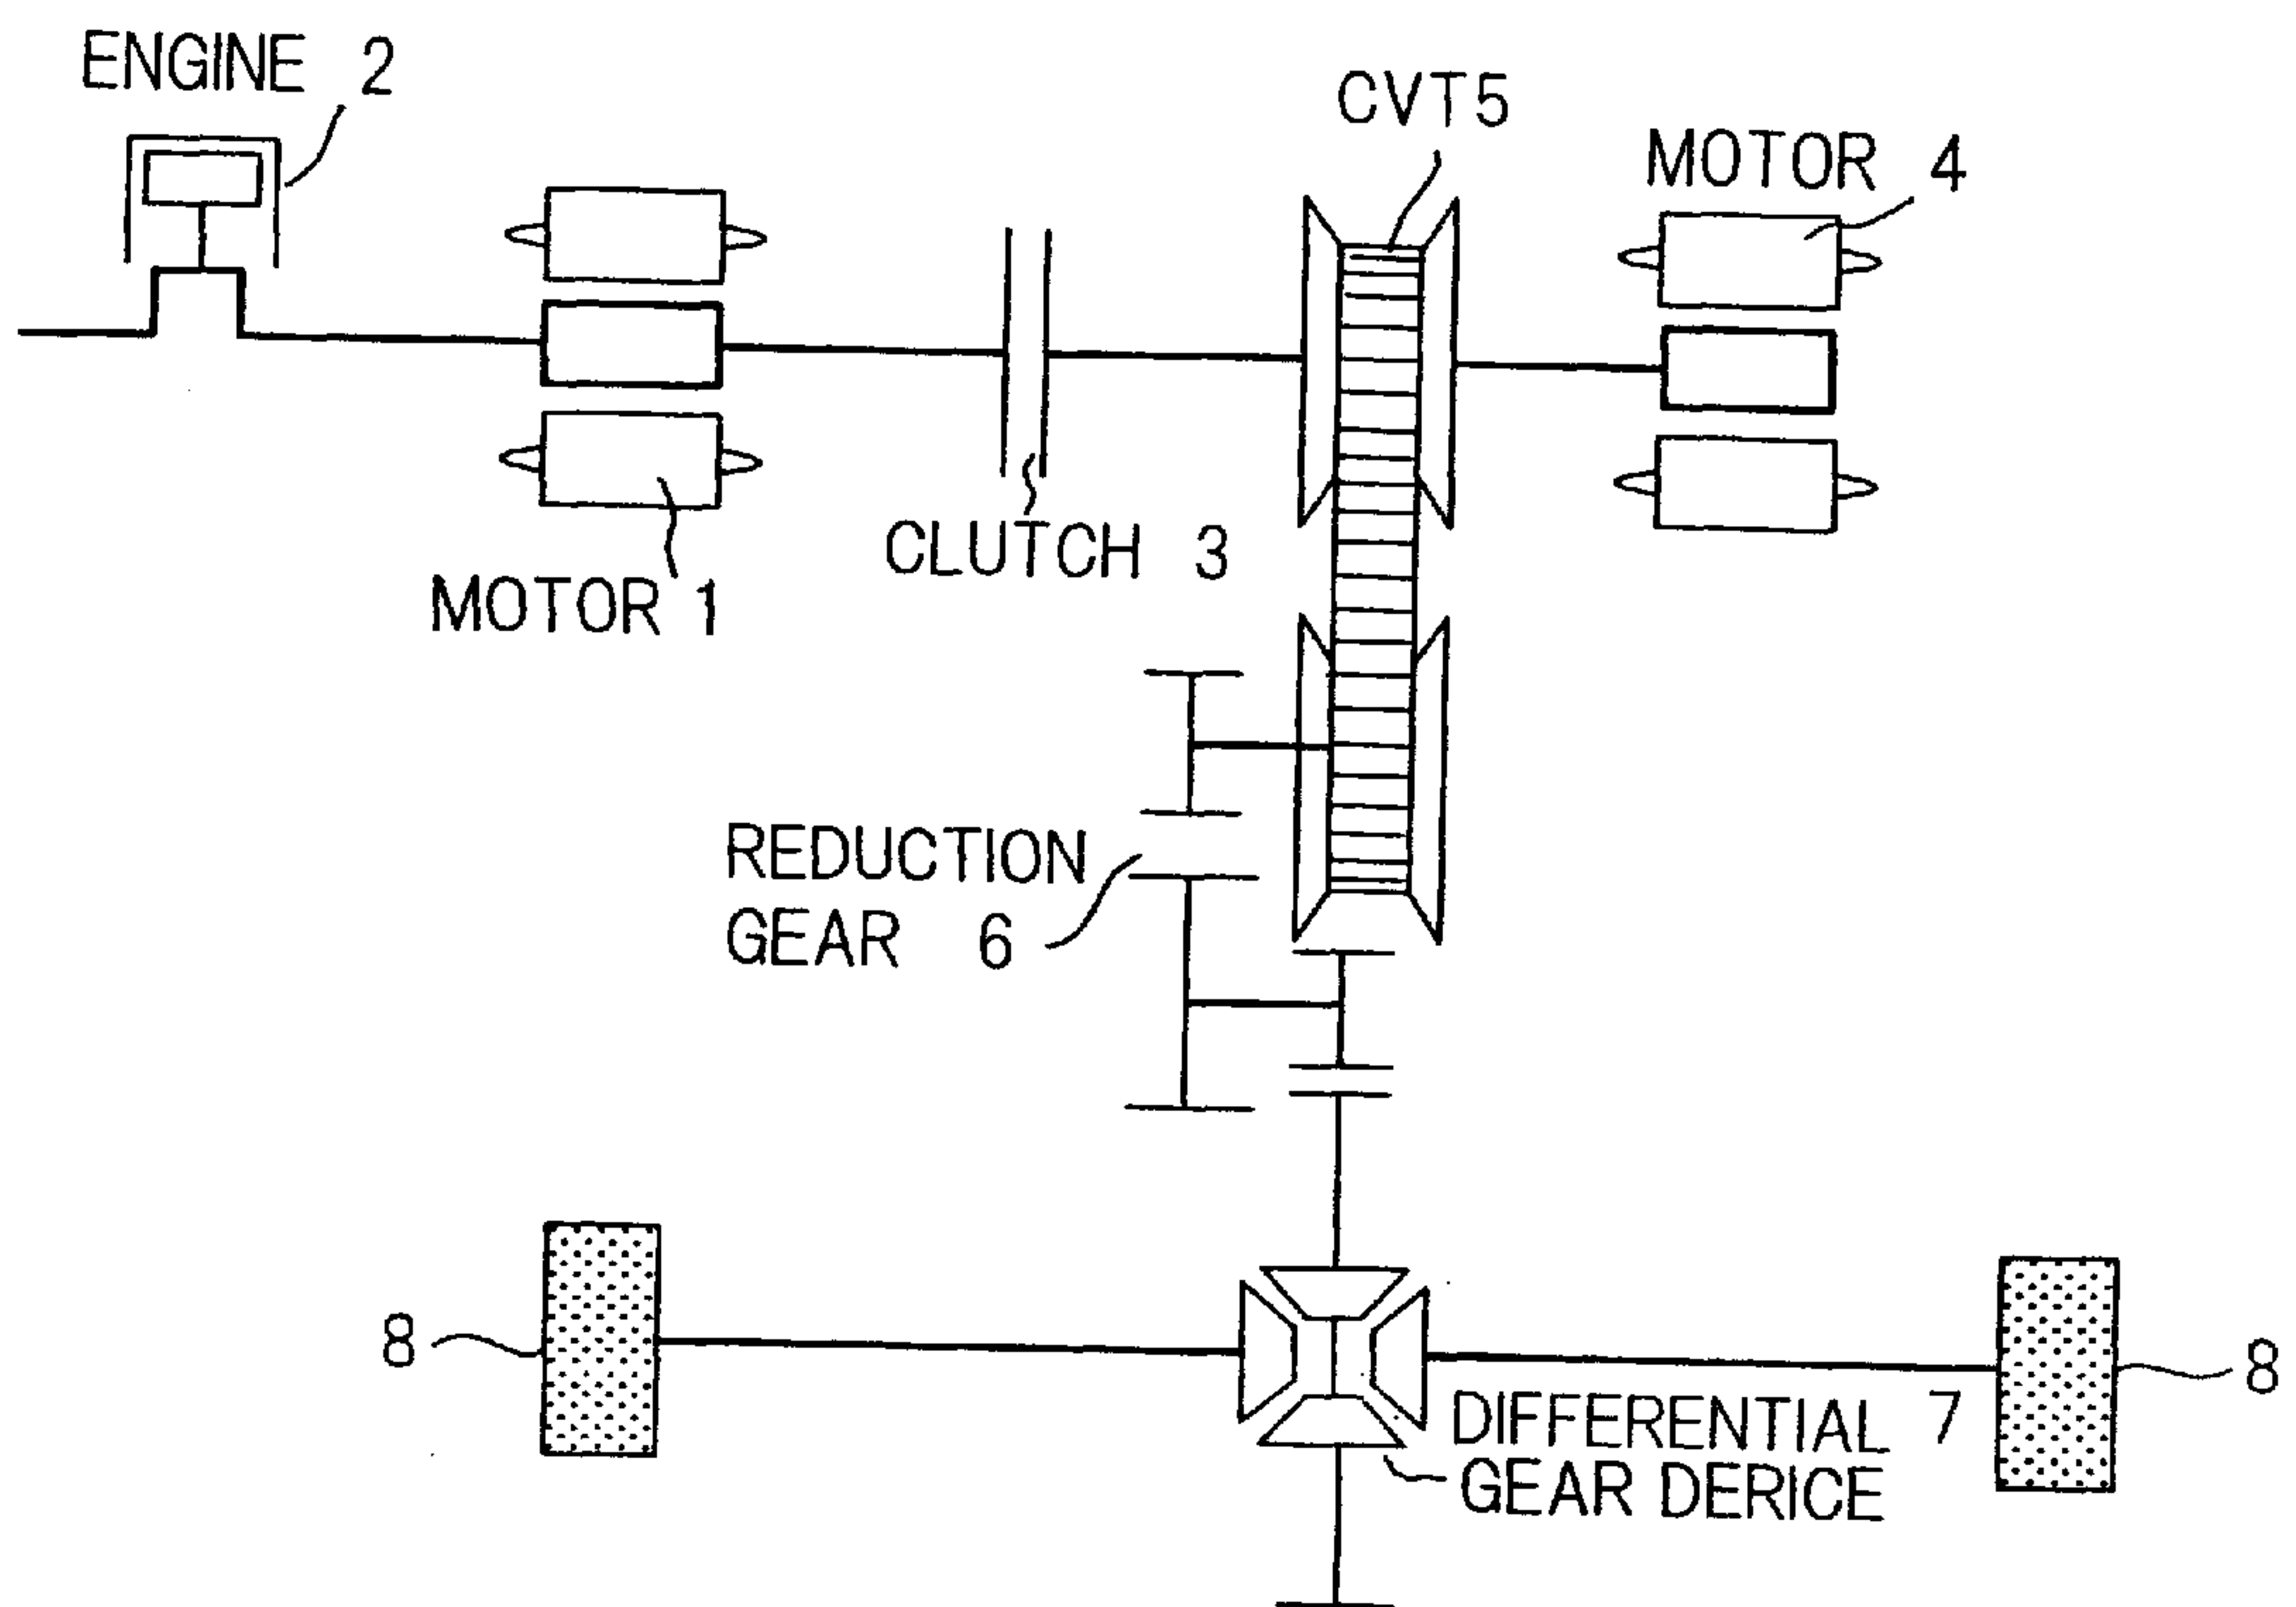 ENGINE 2
CVT5
MOTOR 4
CLUTCH 3
MOTOR 1
REDUCTION
GEAR 6
8
8
DIFFERENTIAL 7
GEAR DERICE